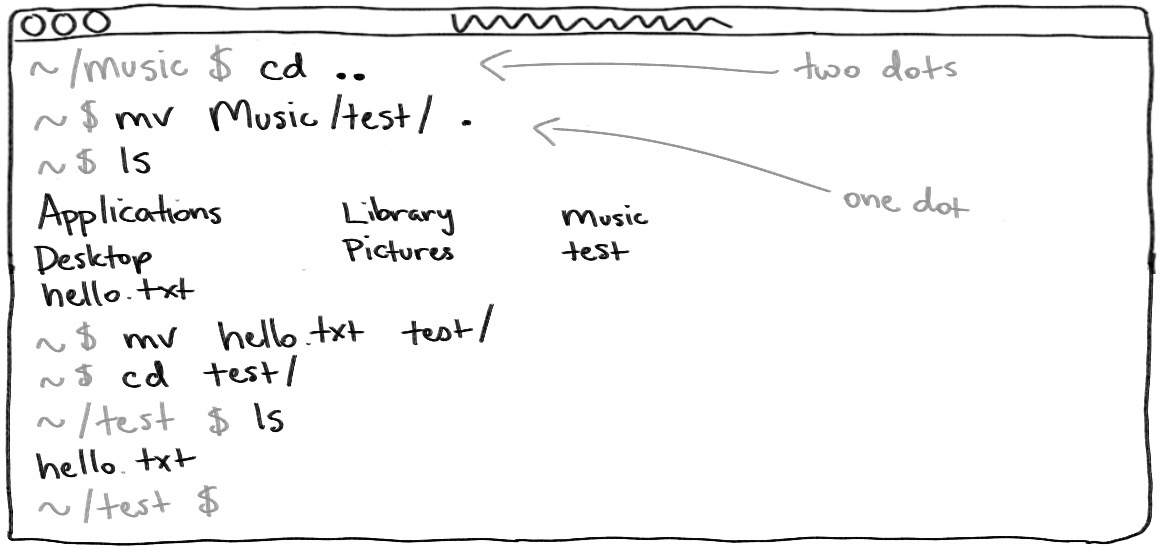 ~/music $ cd ..
two dots
~ $ mv Music/test/ .
one dot
~ $ ls
Applications Library music
Desktop Pictures test
hello.txt
~ $ mv hello.txt test/
~ $ cd test/
~/test $ ls
hello.txt
~/test $